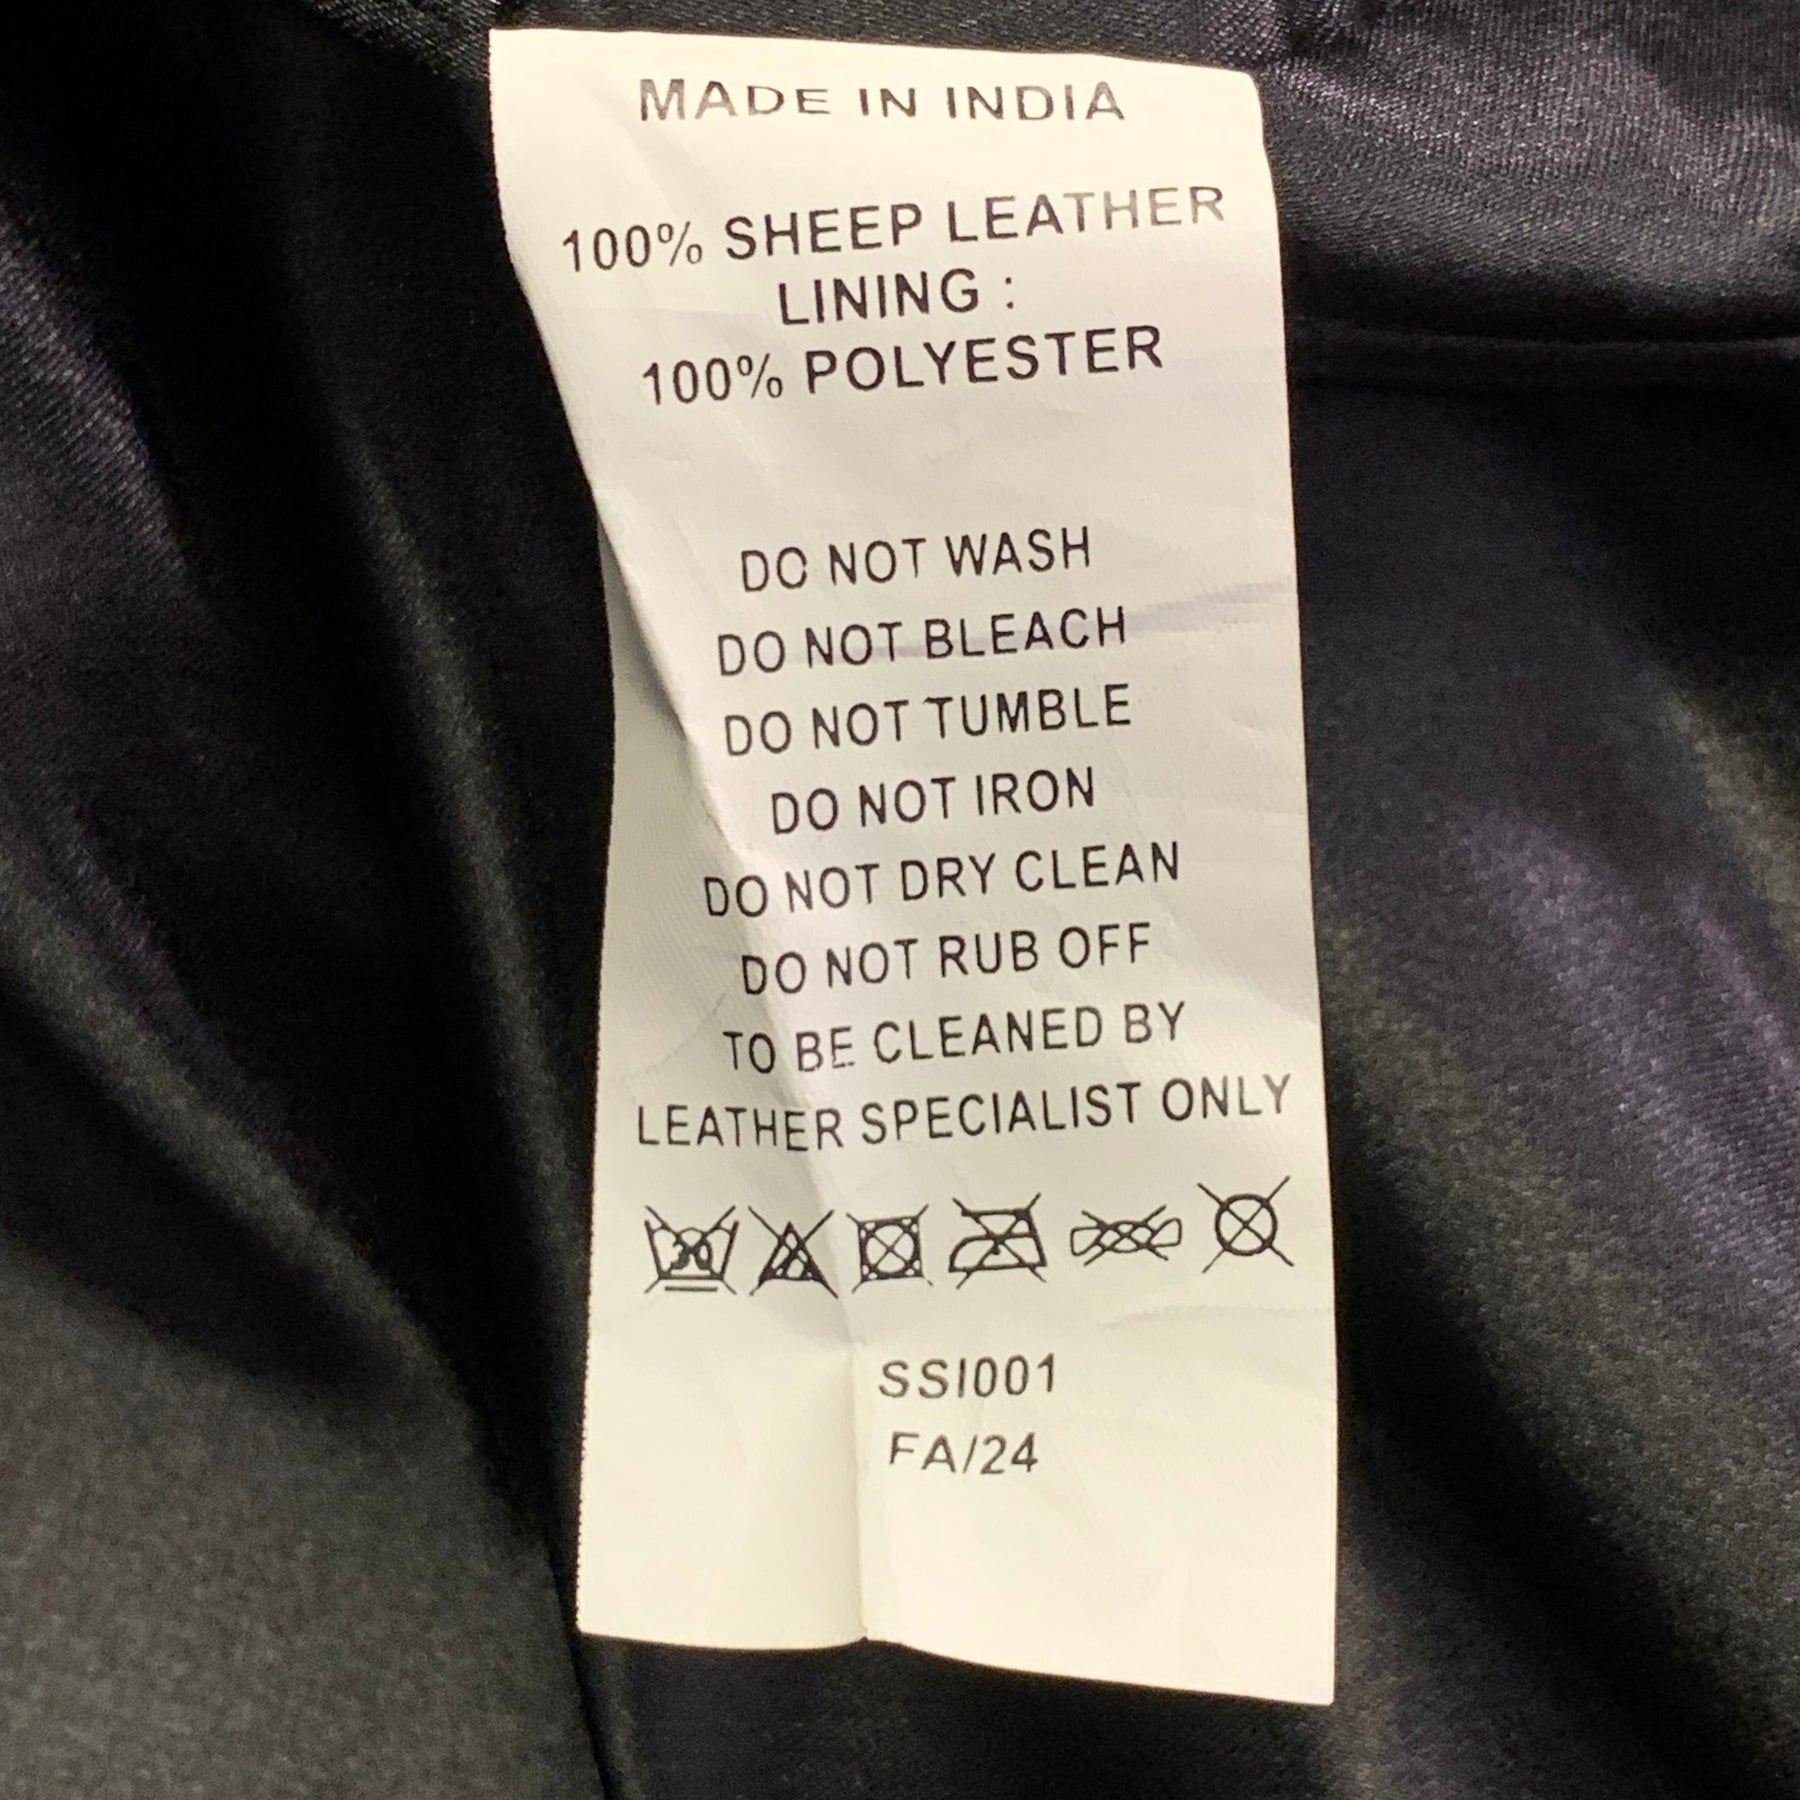 MADE IN INDIA
100% SHEEP LEATHER
LINING :
100% POLYESTER
DO NOT WASH
DO NOT BLEACH
DO NOT TUMBLE
DO NOT IRON
DO NOT DRY CLEAN
DO NOT RUB OFF
TO BE CLEANED BY
LEATHER SPECIALIST ONLY
30
SSI001
FA/24